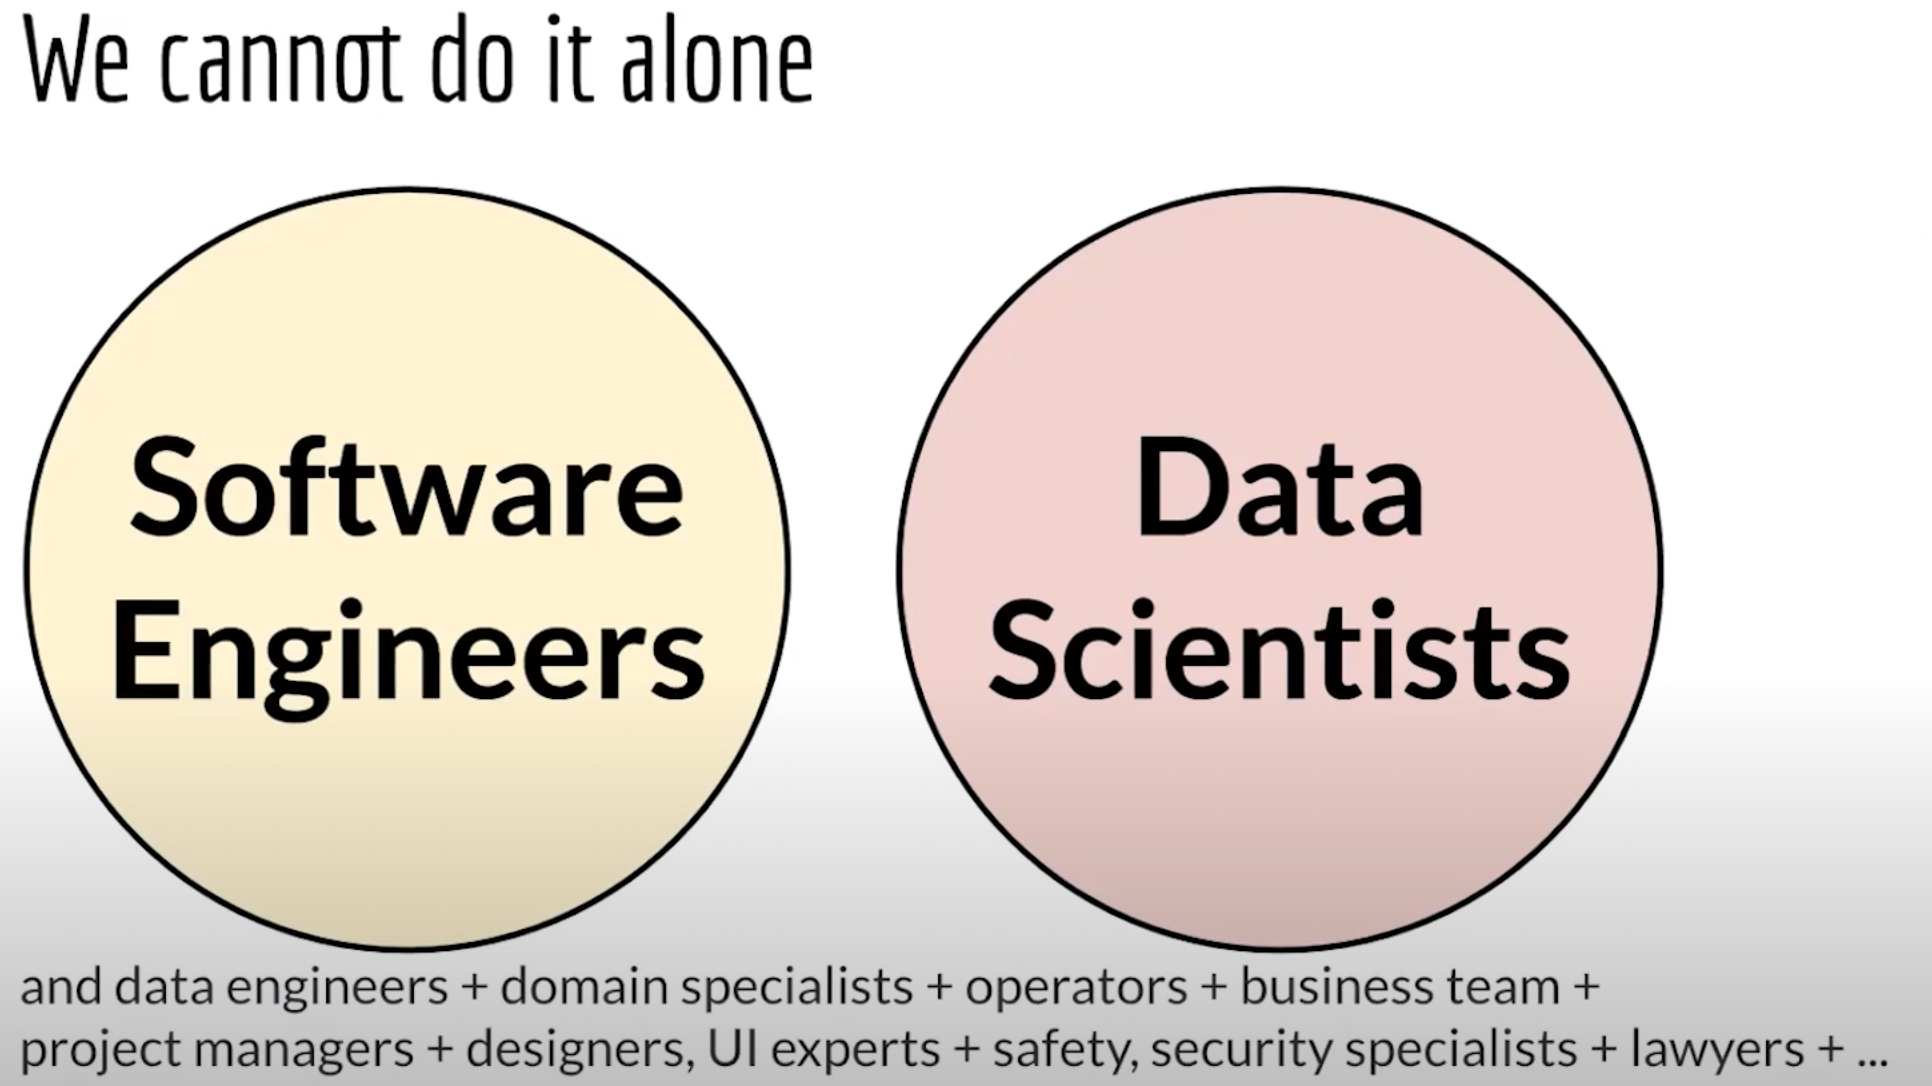 We cannot do it alone
Software
Engineers
Data
Scientists
and data engineers + domain specialists + operators + business team +
project managers + designers, UI experts + safety, security specialists + lawyers + ...